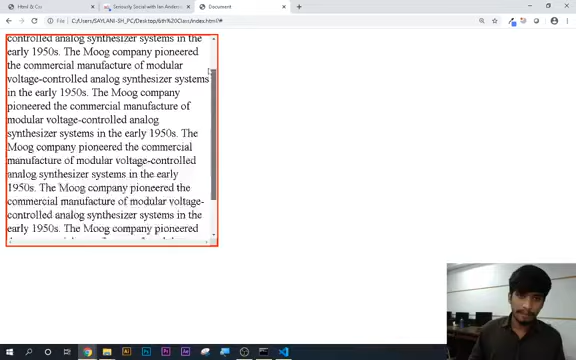 Html & Css
Seriously Social with Ian Anderso
Document
File | C:/Users/SAYLANI-SH_PC/Desktop/6th%20Class/index.html?#
controlled analog synthesizer systems in the
early 1950s. The Moog company pioneered
the commercial manufacture of modular
voltage-controlled analog synthesizer systems
in the early 1950s. The Moog company
pioneered the commercial manufacture of
modular voltage-controlled analog
synthesizer systems in the early 1950s. The
Moog company pioneered the commercial
manufacture of modular voltage-controlled
analog synthesizer systems in the early
1950s. The Moog company pioneered the
commercial manufacture of modular voltage-
controlled analog synthesizer systems in the
early 1950s. The Moog company pioneered